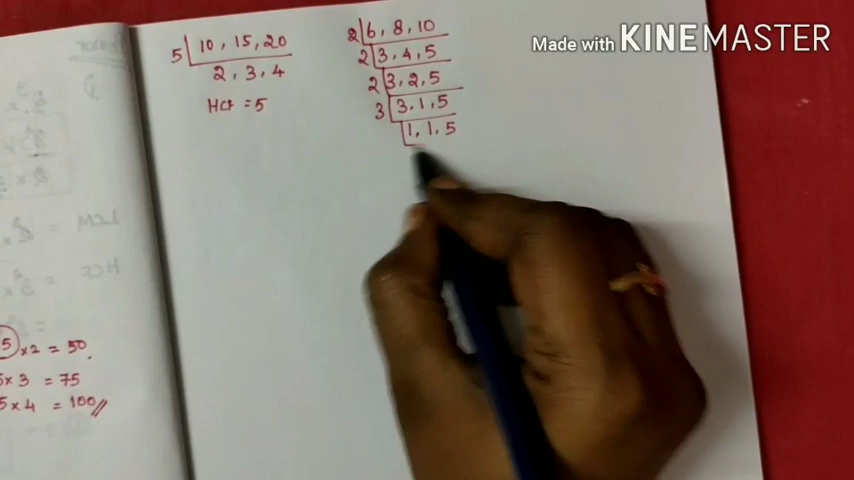 Made with KINEMASTER
5 10, 15, 20
2, 3, 4
HCF = 5
2 6, 8, 10
2 3, 4, 5
2 3, 2, 5
3 3, 1, 5
1, 1, 5
5 x 2 = 50
5 x 3 = 75
5 x 4 = 100//